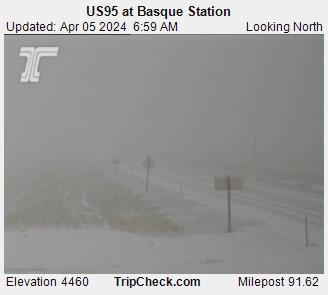 US95 at Basque Station
Updated: Apr 05 2024 6:59 AM Looking North
Elevation 4460 TripCheck.com Milepost 91.62